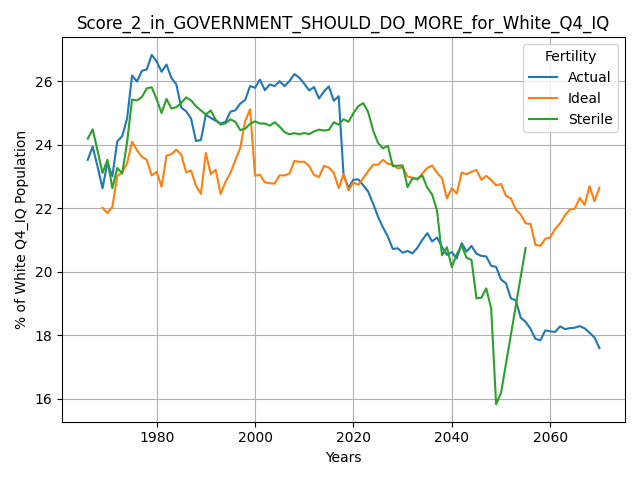 Score_2_in_GOVERNMENT_SHOULD_DO_MORE_for_White_Q4_IQ
Fertility
Actual
Ideal
Sterile
% of White Q4_IQ Population
26
24
22
20
18
16
1980
2000
2020
2040
2060
Years